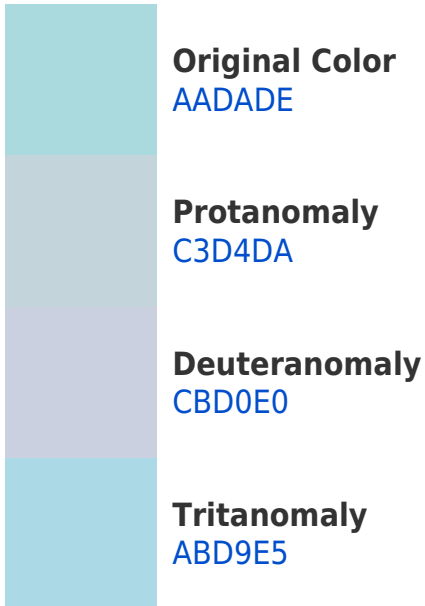 Original Color
AADADE
Protanomaly
C3D4DA
Deuteranomaly
CBD0E0
Tritanomaly
ABD9E5